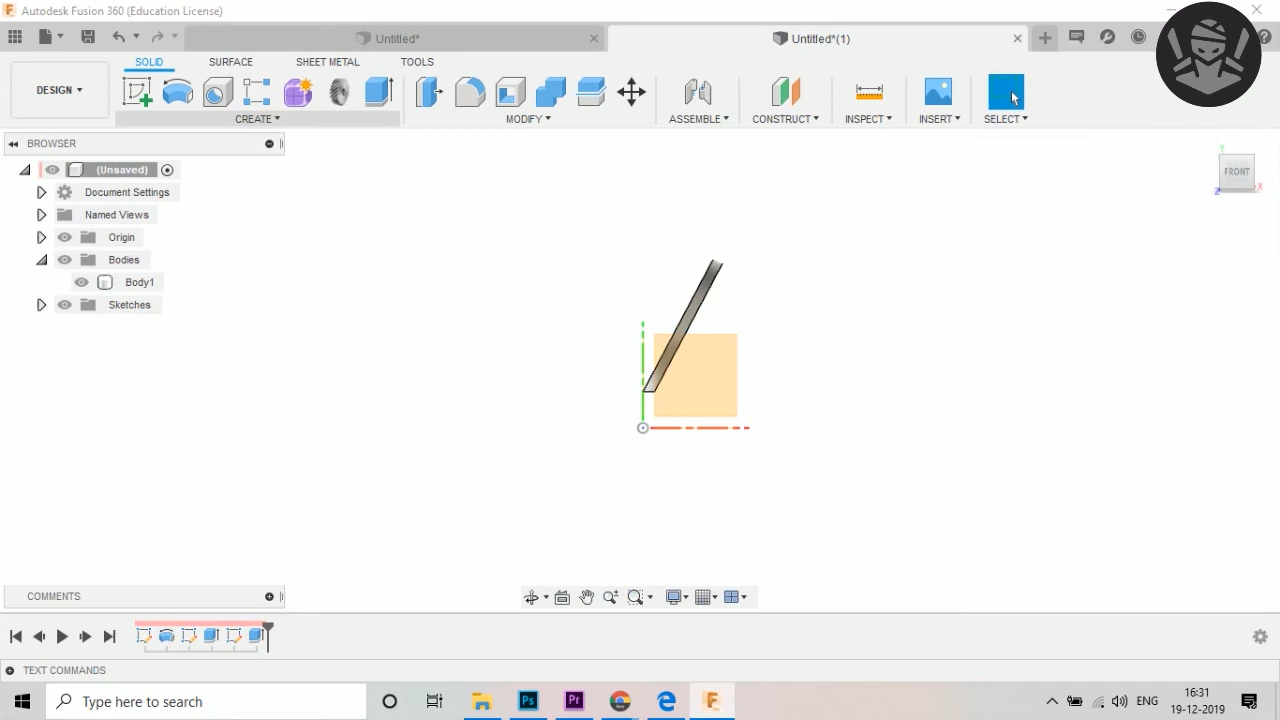 Autodesk Fusion 360 (Education License)
Untitled*
Untitled*(1)
SOLID
SURFACE
SHEET METAL
TOOLS
DESIGN
CREATE
MODIFY
ASSEMBLE
CONSTRUCT
INSPECT
INSERT
SELECT
BROWSER
(Unsaved)
Document Settings
Named Views
Origin
Bodies
Body1
Sketches
Y
FRONT
Z
X
COMMENTS
TEXT COMMANDS
Type here to search
Ps
Pr
ENG
16:31
19-12-2019